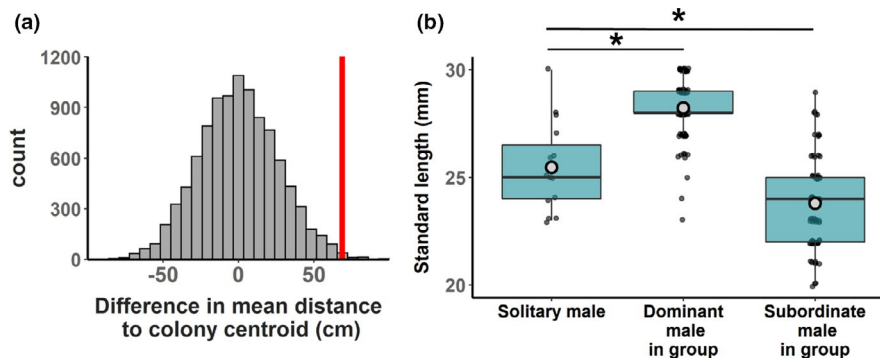 (a)
1200
900
600
300
0
count
-50
0
50
Difference in mean distance
to colony centroid (cm)
(b)
*
*
30
25
20
Standard length (mm)
Solitary male
Dominant
male
in group
Subordinate
male
in group